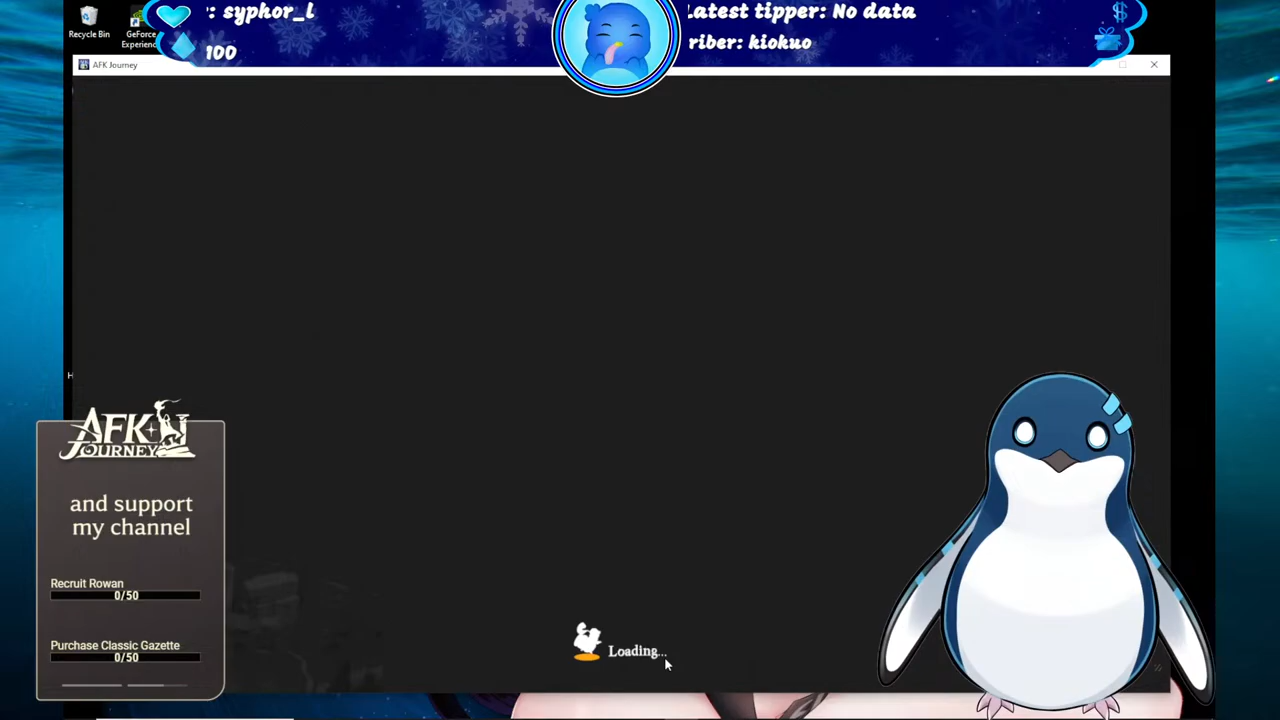 : syphor_l
100
Latest tipper: No data
riber: kiokuo
Recycle Bin
GeForce
Experience
AFK Journey
H
AFK
JOURNEY
and support
my channel
Recruit Rowan
0/50
Purchase Classic Gazette
0/50
Loading...